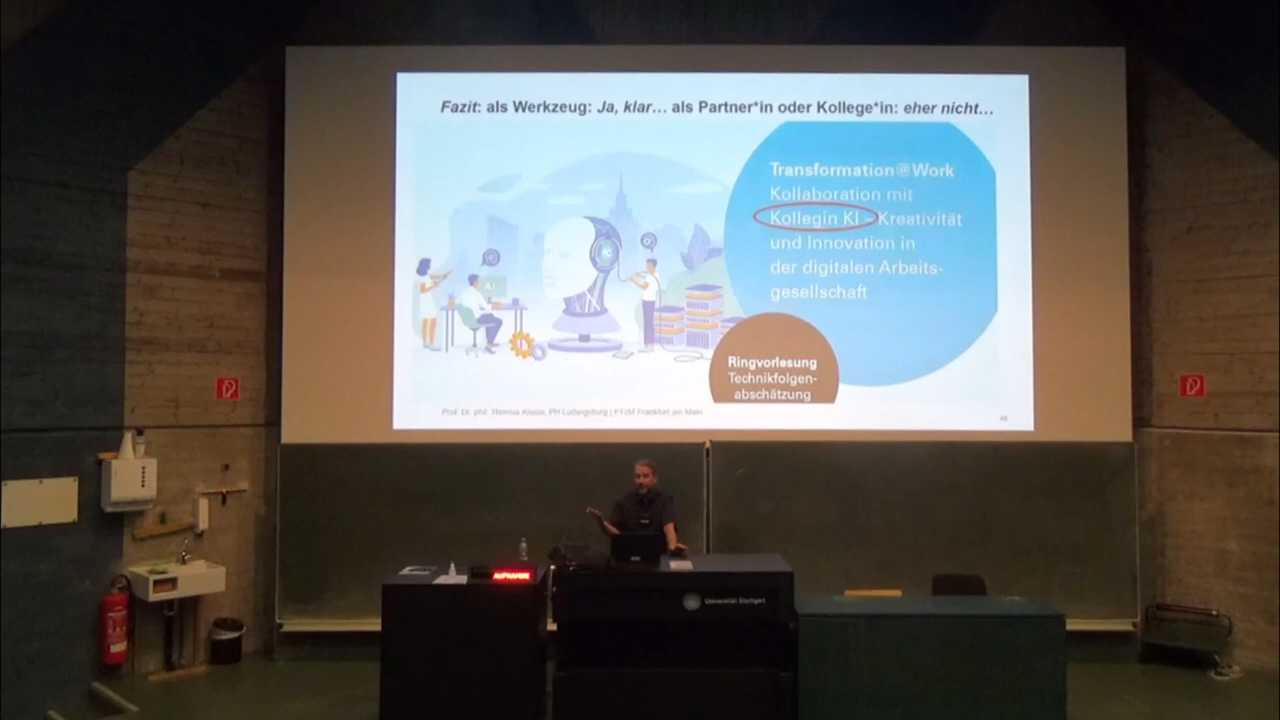 Fazit: als Werkzeug: Ja, klar… als Partner*in oder Kollege*in: eher nicht…
Transformation@Work
Kollaboration mit
Kollegin KI – Kreativität
und Innovation in
der digitalen Arbeits-
gesellschaft
AI
Ringvorlesung
Technikfolgen-
abschätzung
Prof. Dr. phil. Thomas Knaus, PH Ludwigsburg | FTzM Frankfurt am Main
AUFNAHME
Universität Stuttgart